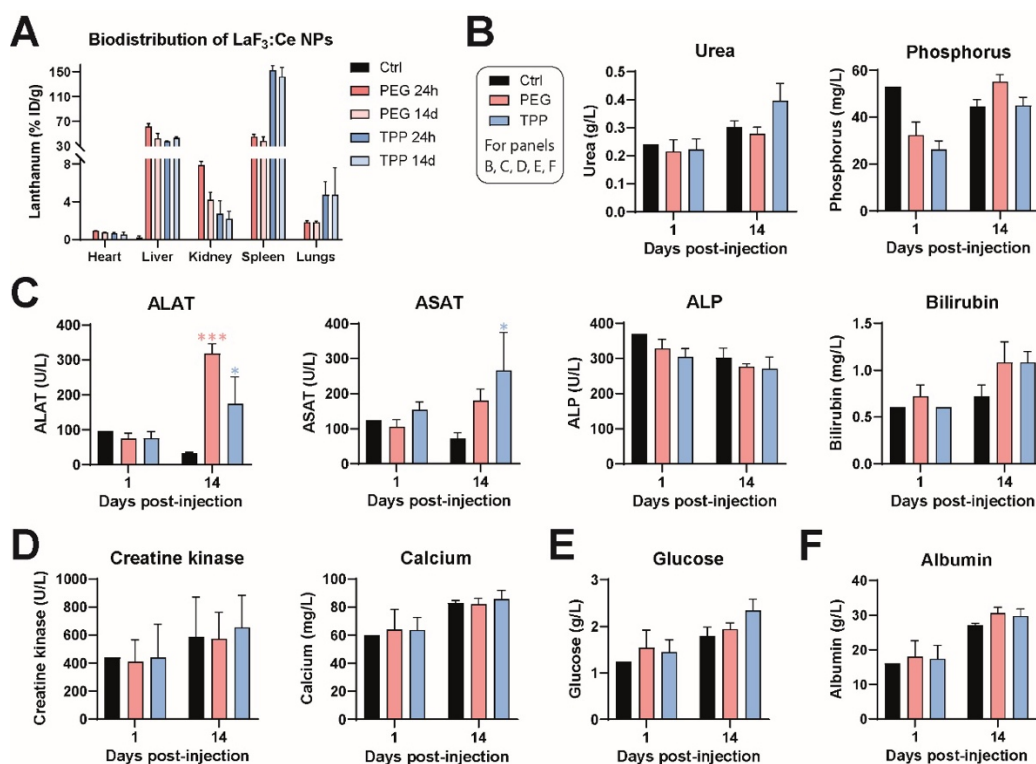 A
Biodistribution of LaF₃:Ce NPs
Lanthanum (% ID/g)
150
110
70
30
8
4
0
Heart Liver Kidney Spleen Lungs
Ctrl
PEG 24h
PEG 14d
TPP 24h
TPP 14d
B
Ctrl
PEG
TPP
For panels
B, C, D, E, F
Urea
Urea (g/L)
0.6
0.4
0.2
0.0
1 14
Days post-injection
Phosphorus
Phosphorus (mg/L)
60
40
20
0
1 14
Days post-injection
C
ALAT
ALAT (U/L)
400
300
200
100
0
***
*
1 14
Days post-injection
ASAT
ASAT (U/L)
400
300
200
100
0
*
1 14
Days post-injection
ALP
ALP (U/L)
400
300
200
100
0
1 14
Days post-injection
Bilirubin
Bilirubin (mg/L)
1.5
1.0
0.5
0.0
1 14
Days post-injection
D
Creatine kinase
Creatine kinase (U/L)
1000
800
600
400
200
0
1 14
Days post-injection
Calcium
Calcium (mg/L)
100
80
60
40
20
0
1 14
Days post-injection
E
Glucose
Glucose (g/L)
3
2
1
0
1 14
Days post-injection
F
Albumin
Albumin (g/L)
40
30
20
10
0
1 14
Days post-injection